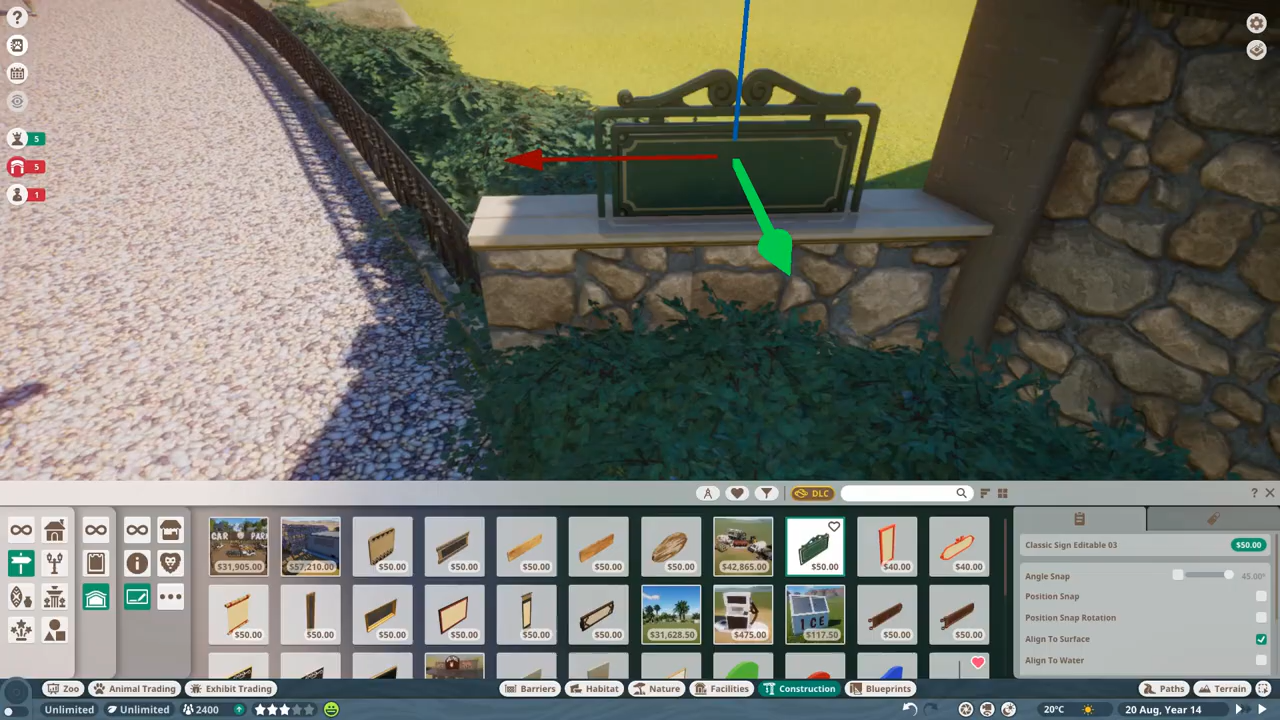 ?
5
5
1
DLC
?
CAR PARK
$31,905.00
$57,210.00
$50.00
$50.00
$50.00
$50.00
$50.00
$42,865.00
$50.00
$40.00
$40.00
$50.00
$50.00
$50.00
$50.00
$50.00
$50.00
$31,628.50
$475.00
ICE
$117.50
$50.00
$50.00
Classic Sign Editable 03
$50.00
Angle Snap
45.00°
Position Snap
Position Snap Rotation
Align To Surface
Align To Water
Zoo
Animal Trading
Exhibit Trading
Barriers
Habitat
Nature
Facilities
Construction
Blueprints
Paths
Terrain
Unlimited
Unlimited
2400
20°C
20 Aug, Year 14